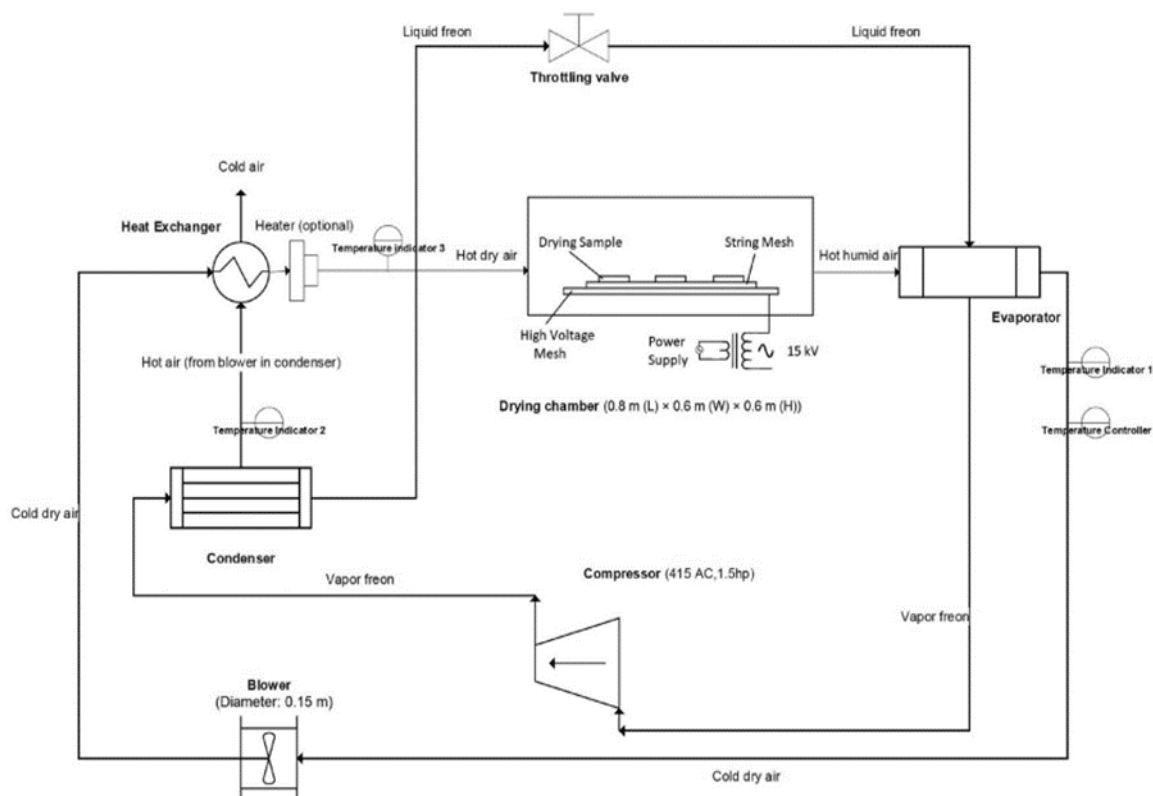 Liquid freon
Liquid freon
Throttling valve
Cold air
Heat Exchanger
Heater (optional)
Temperature Indicator 3
Hot dry air
Drying Sample
String Mesh
Hot humid air
High Voltage
Mesh
Power
Supply
15 kV
Evaporator
Hot air (from blower in condenser)
Temperature Indicator 1
Drying chamber (0.8 m (L) × 0.6 m (W) × 0.6 m (H))
Temperature Indicator 2
Temperature Controller
Cold dry air
Condenser
Compressor (415 AC,1.5hp)
Vapor freon
Vapor freon
Blower
(Diameter: 0.15 m)
Cold dry air